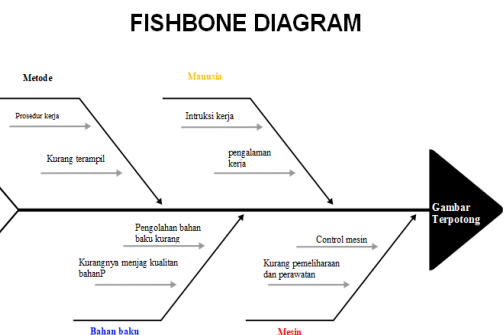 FISHBONE DIAGRAM
Metode
Manusia
Prosedur kerja
Intruksi kerja
Kurang terampil
pengalaman
kerja
Gambar
Terpotong
Pengolahan bahan
baku kurang
Control mesin
Kurangnya menjag kualitan
bahanP
Kurang pemeliharaan
dan perawatan
Bahan baku
Mesin